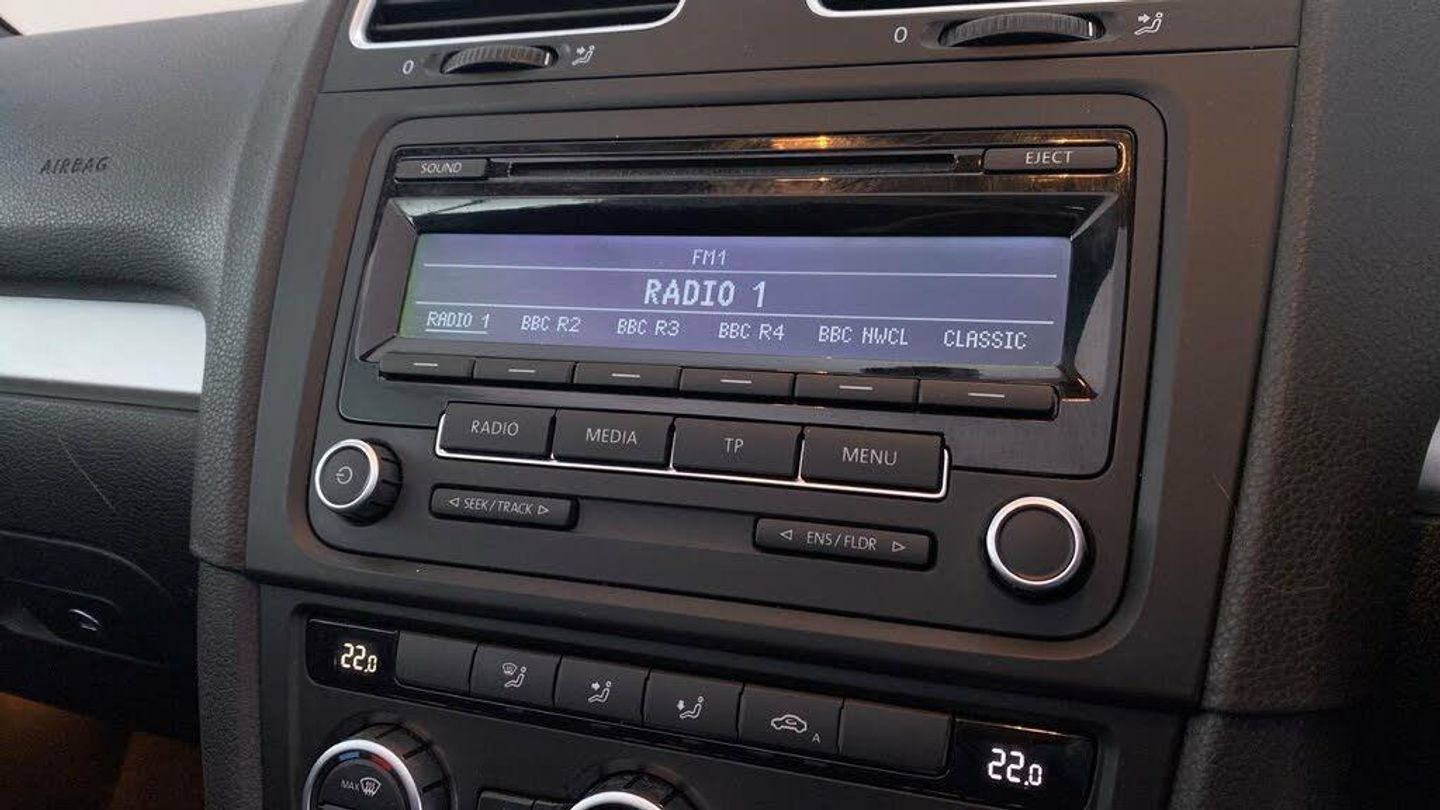 0
0
AIRBAG
SOUND
EJECT
FM1
RADIO 1
RADIO 1 BBC R2 BBC R3 BBC R4 BBC NWCL CLASSIC
RADIO MEDIA TP MENU
SEEK/TRACK
ENS/FLDR
22.0
A
22.0
MAX